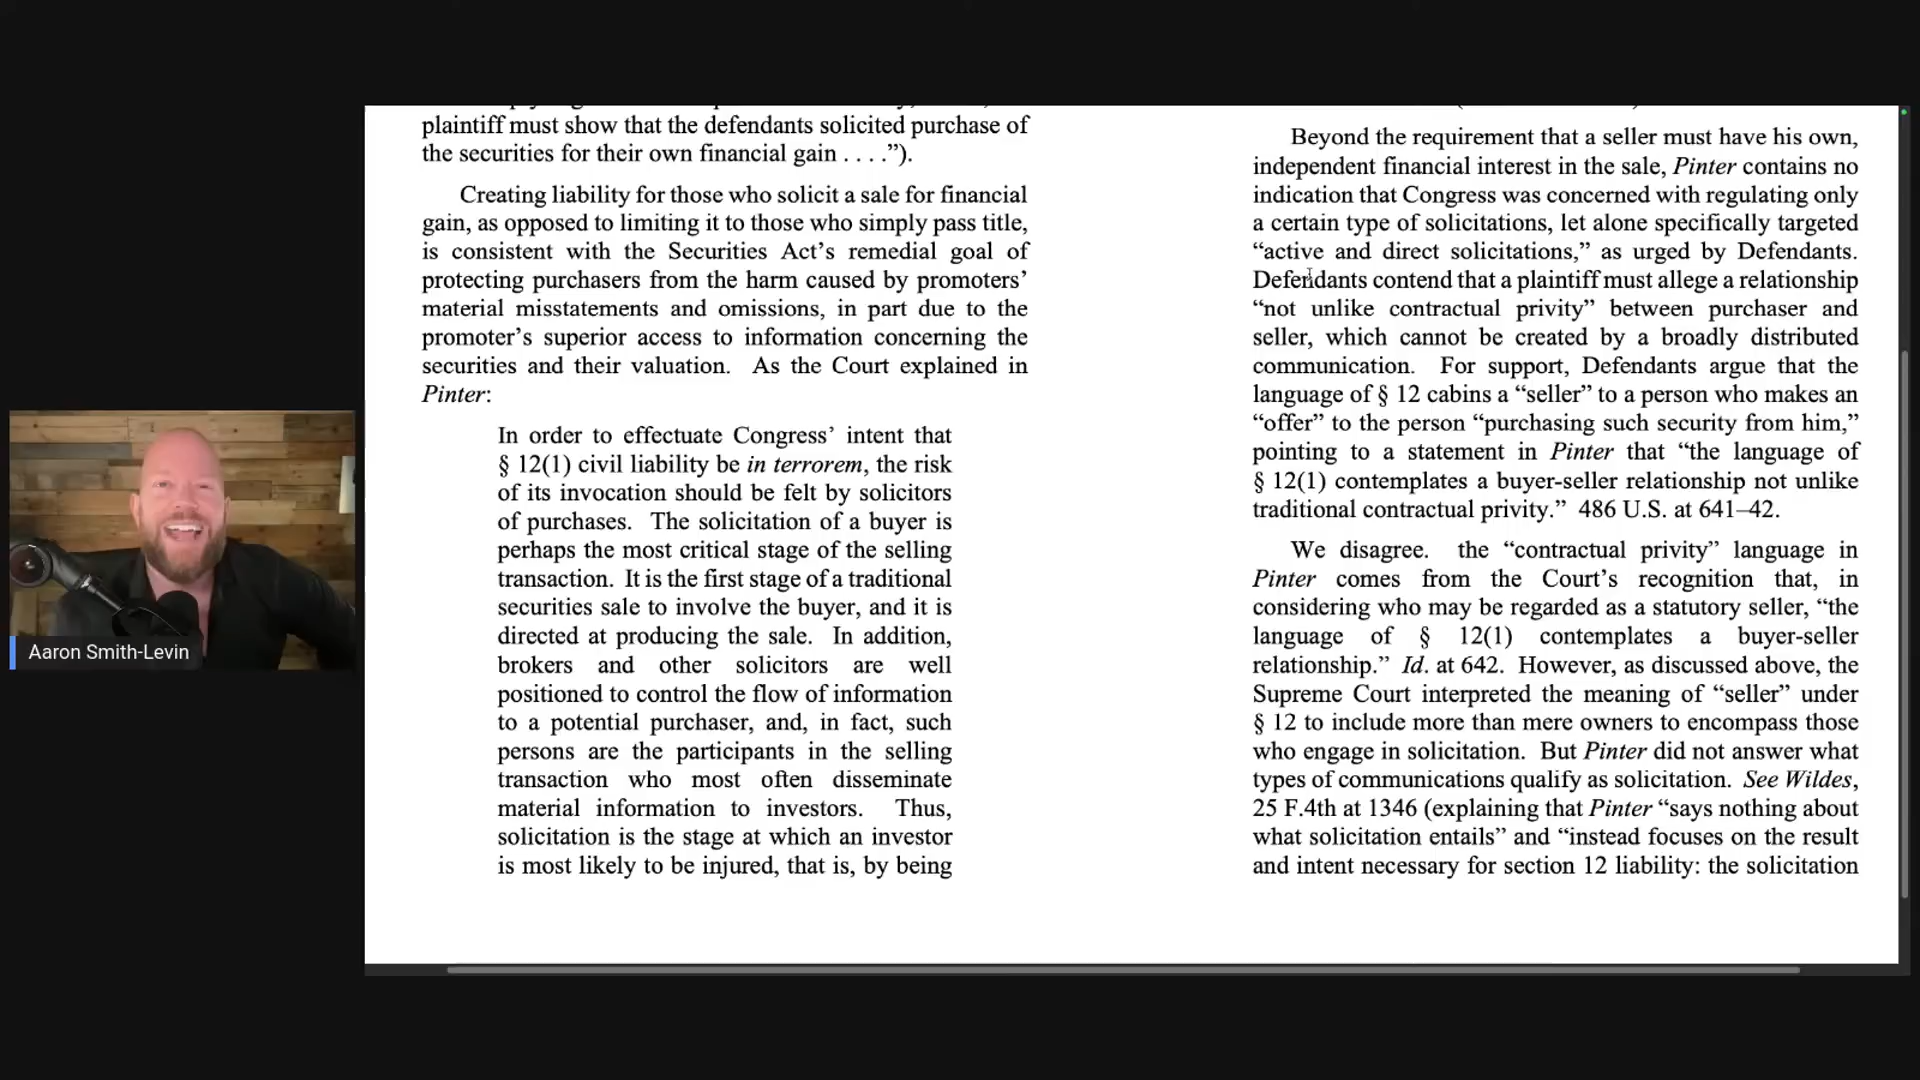 plaintiff must show that the defendants solicited purchase of
the securities for their own financial gain . . . .”).
Creating liability for those who solicit a sale for financial
gain, as opposed to limiting it to those who simply pass title,
is consistent with the Securities Act’s remedial goal of
protecting purchasers from the harm caused by promoters’
material misstatements and omissions, in part due to the
promoter’s superior access to information concerning the
securities and their valuation. As the Court explained in
Pinter:
In order to effectuate Congress’ intent that
§ 12(1) civil liability be in terrorem, the risk
of its invocation should be felt by solicitors
of purchases. The solicitation of a buyer is
perhaps the most critical stage of the selling
transaction. It is the first stage of a traditional
securities sale to involve the buyer, and it is
directed at producing the sale. In addition,
brokers and other solicitors are well
positioned to control the flow of information
to a potential purchaser, and, in fact, such
persons are the participants in the selling
transaction who most often disseminate
material information to investors. Thus,
solicitation is the stage at which an investor
is most likely to be injured, that is, by being
Beyond the requirement that a seller must have his own,
independent financial interest in the sale, Pinter contains no
indication that Congress was concerned with regulating only
a certain type of solicitations, let alone specifically targeted
“active and direct solicitations,” as urged by Defendants.
Defendants contend that a plaintiff must allege a relationship
“not unlike contractual privity” between purchaser and
seller, which cannot be created by a broadly distributed
communication. For support, Defendants argue that the
language of § 12 cabins a “seller” to a person who makes an
“offer” to the person “purchasing such security from him,”
pointing to a statement in Pinter that “the language of
§ 12(1) contemplates a buyer-seller relationship not unlike
traditional contractual privity.” 486 U.S. at 641–42.
We disagree. the “contractual privity” language in
Pinter comes from the Court’s recognition that, in
considering who may be regarded as a statutory seller, “the
language of § 12(1) contemplates a buyer-seller
relationship.” Id. at 642. However, as discussed above, the
Supreme Court interpreted the meaning of “seller” under
§ 12 to include more than mere owners to encompass those
who engage in solicitation. But Pinter did not answer what
types of communications qualify as solicitation. See Wildes,
25 F.4th at 1346 (explaining that Pinter “says nothing about
what solicitation entails” and “instead focuses on the result
and intent necessary for section 12 liability: the solicitation
Aaron Smith-Levin